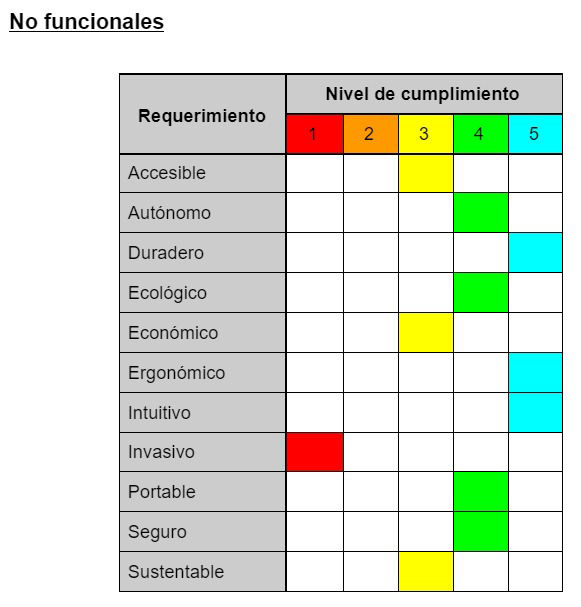 No funcionales
Requerimiento
Nivel de cumplimiento
1 2 3 4 5
Accesible
Autónomo
Duradero
Ecológico
Económico
Ergonómico
Intuitivo
Invasivo
Portable
Seguro
Sustentable